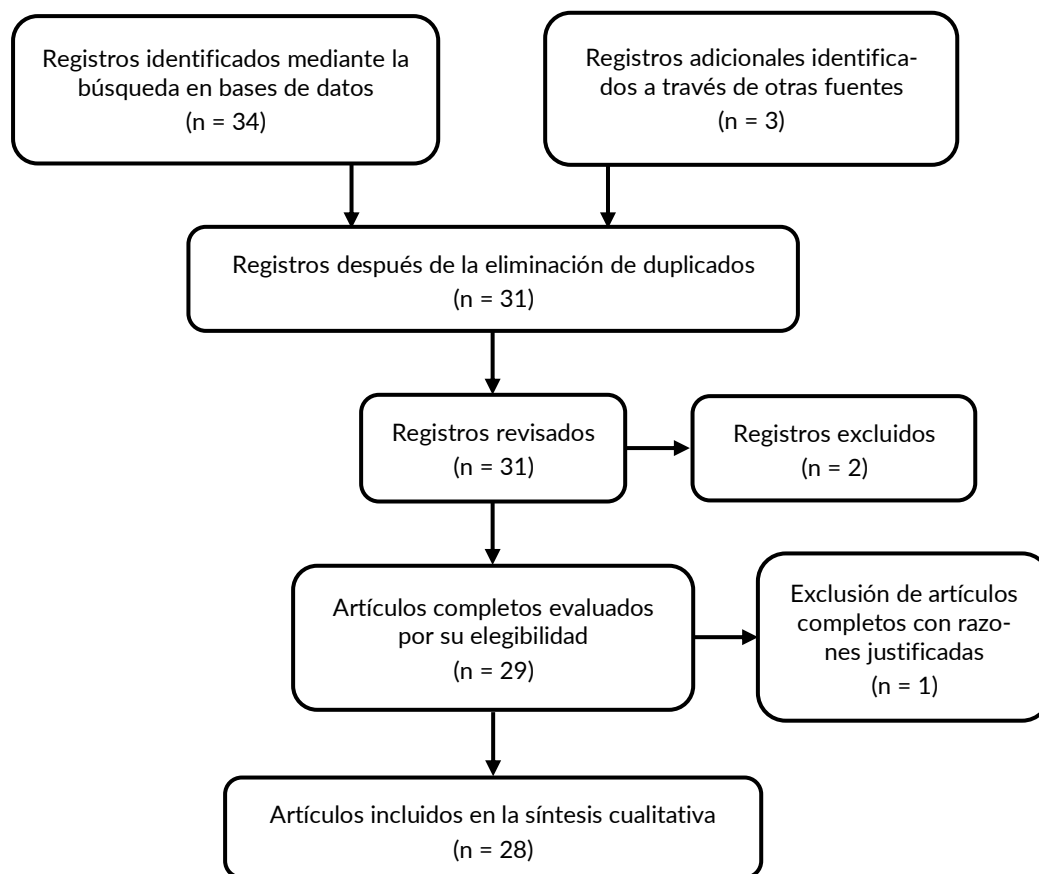 Registros identificados mediante la
búsqueda en bases de datos
(n = 34)
Registros adicionales identifica-
dos a través de otras fuentes
(n = 3)
Registros después de la eliminación de duplicados
(n = 31)
Registros revisados
(n = 31)
Registros excluidos
(n = 2)
Artículos completos evaluados
por su elegibilidad
(n = 29)
Exclusión de artículos
completos con razo-
nes justificadas
(n = 1)
Artículos incluidos en la síntesis cualitativa
(n = 28)